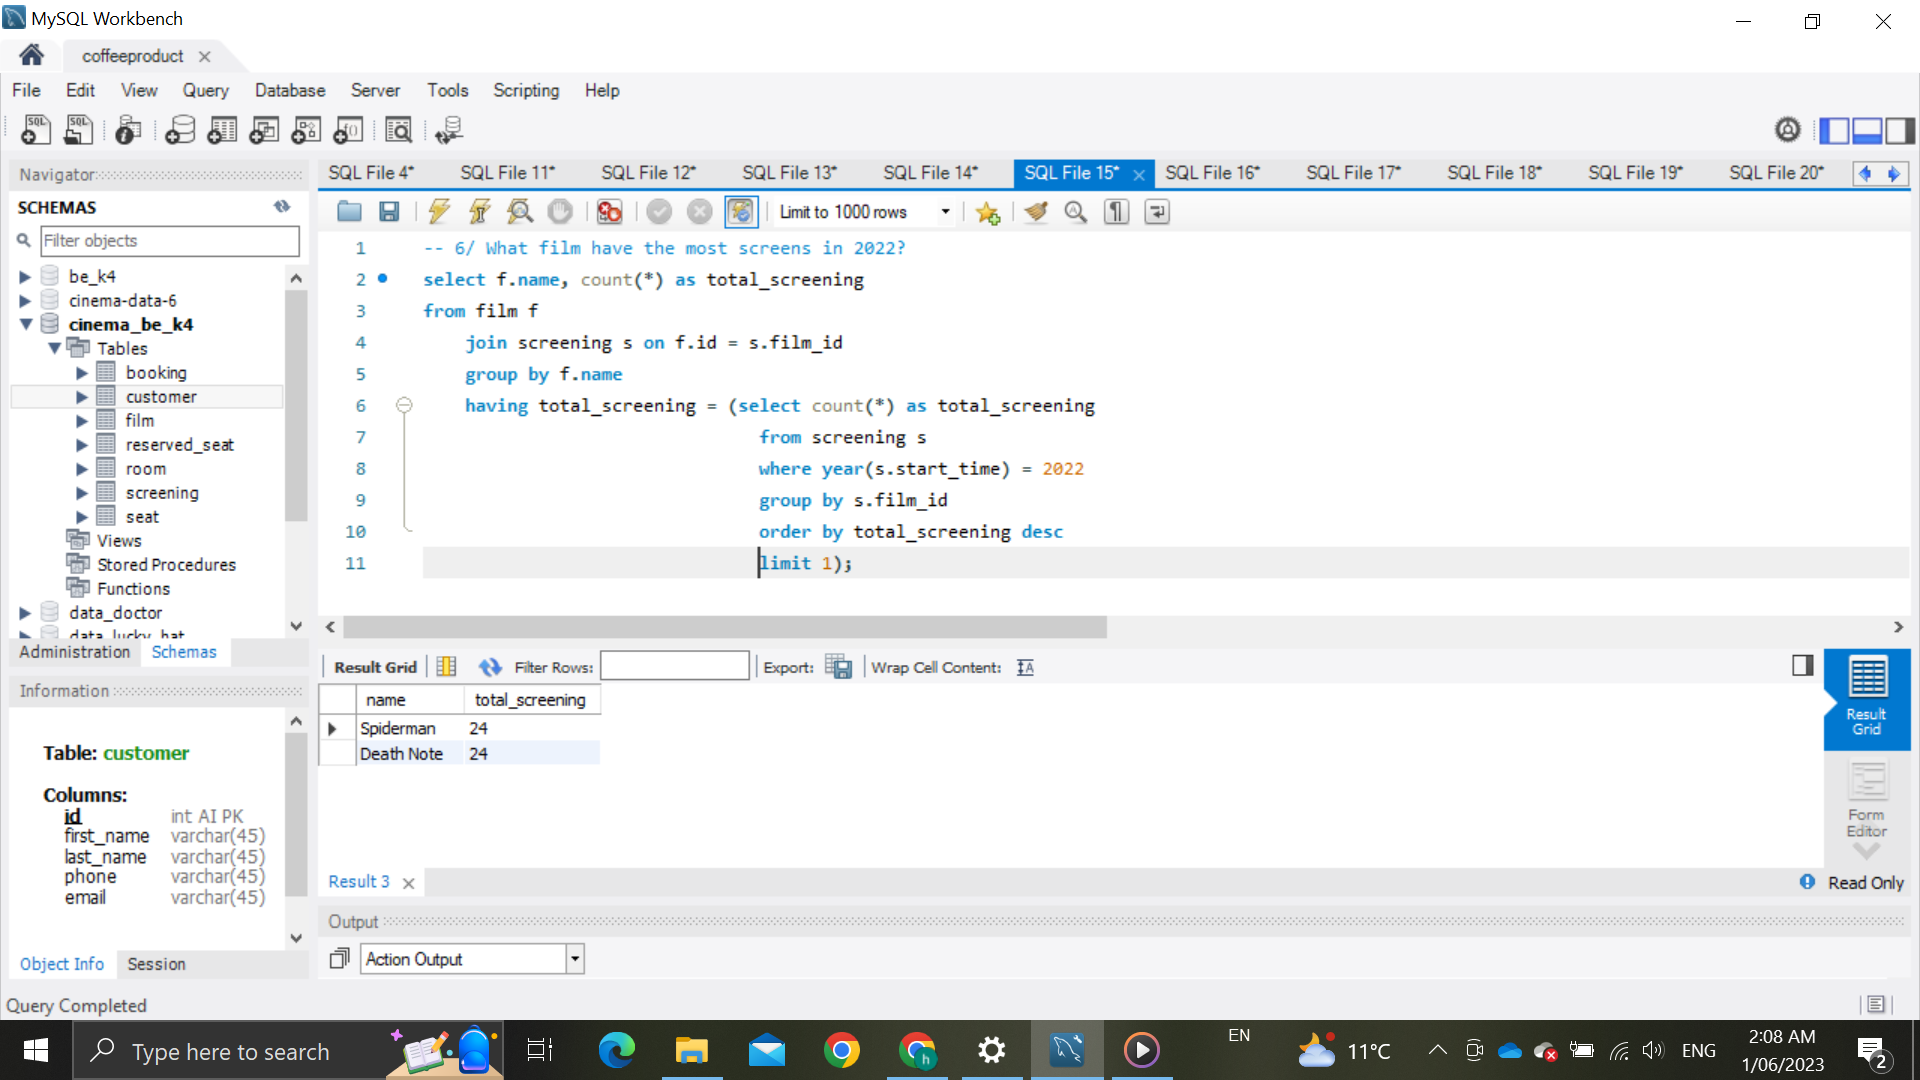 MySQL Workbench
coffeeproduct
File Edit View Query Database Server Tools Scripting Help
Navigator
SCHEMAS
Filter objects
be_k4
cinema-data-6
cinema_be_k4
Tables
booking
customer
film
reserved_seat
room
screening
seat
Views
Stored Procedures
Functions
data_doctor
data_lucky_hat
Administration Schemas
Information
Table: customer
Columns:
id int AI PK
first_name varchar(45)
last_name varchar(45)
phone varchar(45)
email varchar(45)
Object Info Session
SQL File 4* SQL File 11* SQL File 12* SQL File 13* SQL File 14* SQL File 15* SQL File 16* SQL File 17* SQL File 18* SQL File 19* SQL File 20*
Limit to 1000 rows
1 -- 6/ What film have the most screens in 2022?
2 select f.name, count(*) as total_screening
3 from film f
4 join screening s on f.id = s.film_id
5 group by f.name
6 having total_screening = (select count(*) as total_screening
7 from screening s
8 where year(s.start_time) = 2022
9 group by s.film_id
10 order by total_screening desc
11 limit 1);
Result Grid Filter Rows: Export: Wrap Cell Content:
name total_screening
Spiderman 24
Death Note 24
Result Grid
Form Editor
Result 3
Read Only
Output
Action Output
Query Completed
Type here to search
EN
11°C
ENG
2:08 AM
1/06/2023
2